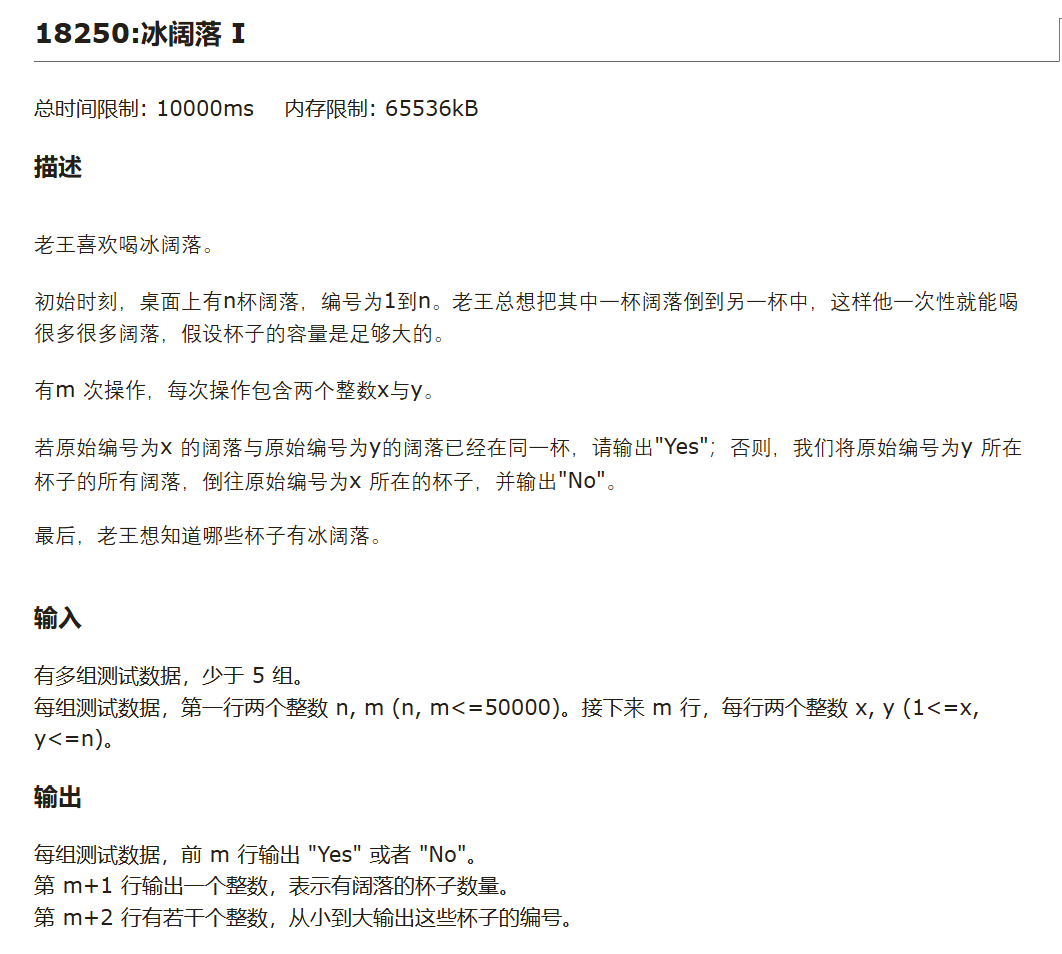 18250:冰阔落 I
总时间限制: 10000ms 内存限制: 65536kB
描述
老王喜欢喝冰阔落。
初始时刻，桌面上有n杯阔落，编号为1到n。老王总想把其中一杯阔落倒到另一杯中，这样他一次性就能喝
很多很多阔落，假设杯子的容量是足够大的。
有m 次操作，每次操作包含两个整数x与y。
若原始编号为x 的阔落与原始编号为y的阔落已经在同一杯，请输出"Yes"；否则，我们将原始编号为y 所在
杯子的所有阔落，倒往原始编号为x 所在的杯子，并输出"No"。
最后，老王想知道哪些杯子有冰阔落。
输入
有多组测试数据，少于 5 组。
每组测试数据，第一行两个整数 n, m (n, m<=50000)。接下来 m 行，每行两个整数 x, y (1<=x,
y<=n)。
输出
每组测试数据，前 m 行输出 "Yes" 或者 "No"。
第 m+1 行输出一个整数，表示有阔落的杯子数量。
第 m+2 行有若干个整数，从小到大输出这些杯子的编号。